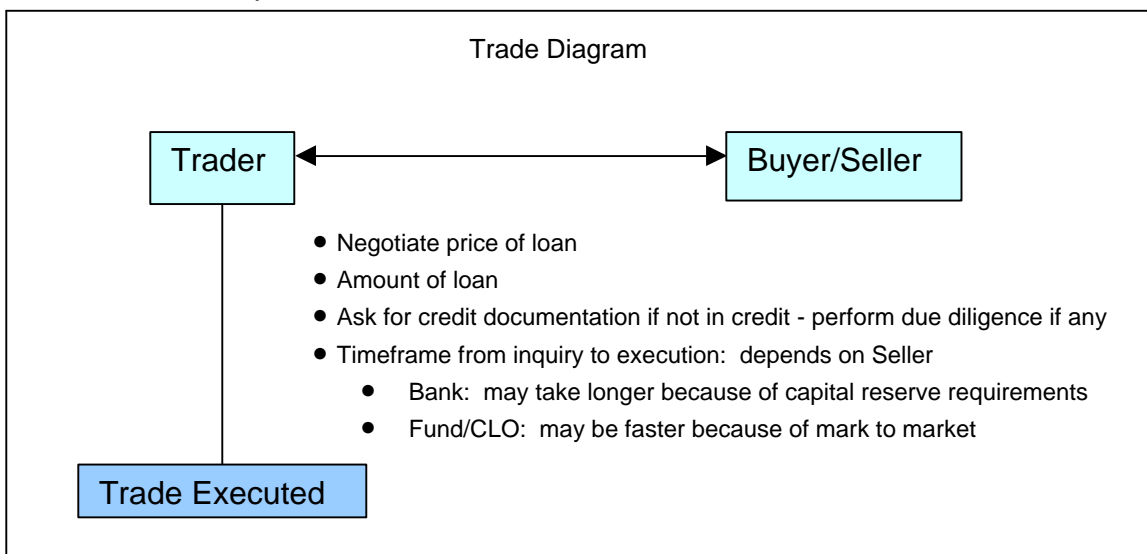 Trade Diagram
Trader
Buyer/Seller
● Negotiate price of loan
● Amount of loan
● Ask for credit documentation if not in credit - perform due diligence if any
● Timeframe from inquiry to execution: depends on Seller
● Bank: may take longer because of capital reserve requirements
● Fund/CLO: may be faster because of mark to market
Trade Executed